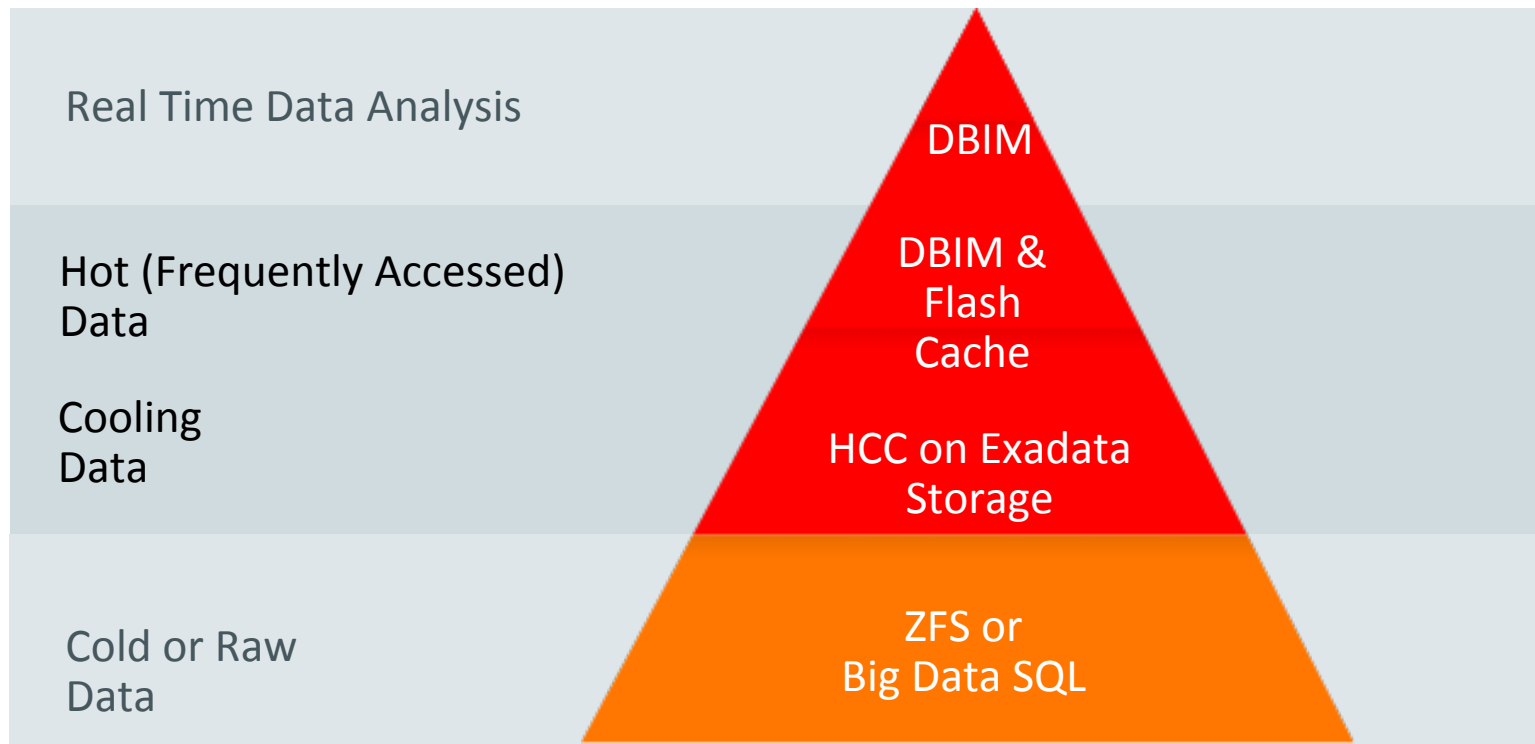 Real Time Data Analysis
DBIM
Hot (Frequently Accessed)
Data
DBIM &
Flash
Cache
Cooling
Data
HCC on Exadata
Storage
Cold or Raw
Data
ZFS or
Big Data SQL